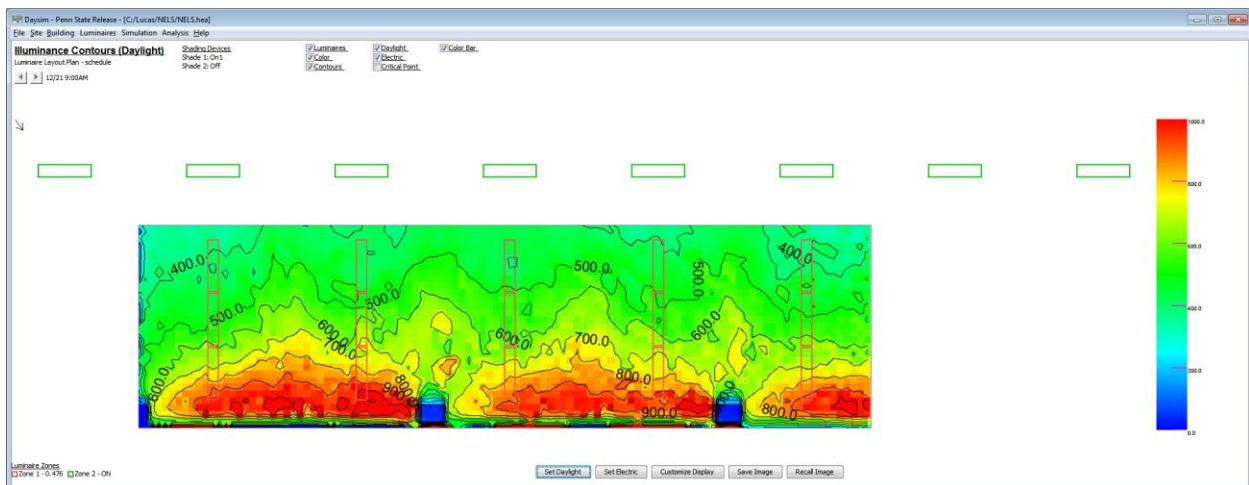 Daysim - Penn State Release - [C:/Lucas/NELS/NELS.hea]
File Site Building Luminaires Simulation Analysis Help
Illuminance Contours (Daylight)
Luminaire Layout Plan - schedule
12/21 9:00AM
Shading Devices
Shade 1: On1
Shade 2: Off
Luminaires Daylight Color Bar
Color Electric
Contours Critical Point
1000.0
800.0
600.0
400.0
200.0
0.0
400.0
500.0
500.0
400.0
500.0
500.0
600.0
700.0
600.0
700.0
600.0
600.0
800.0
900.0
800.0
900.0
800.0
Luminaire Zones
Zone 1 - 0.476 Zone 2 - ON
Set Daylight Set Electric Customize Display Save Image Recall Image